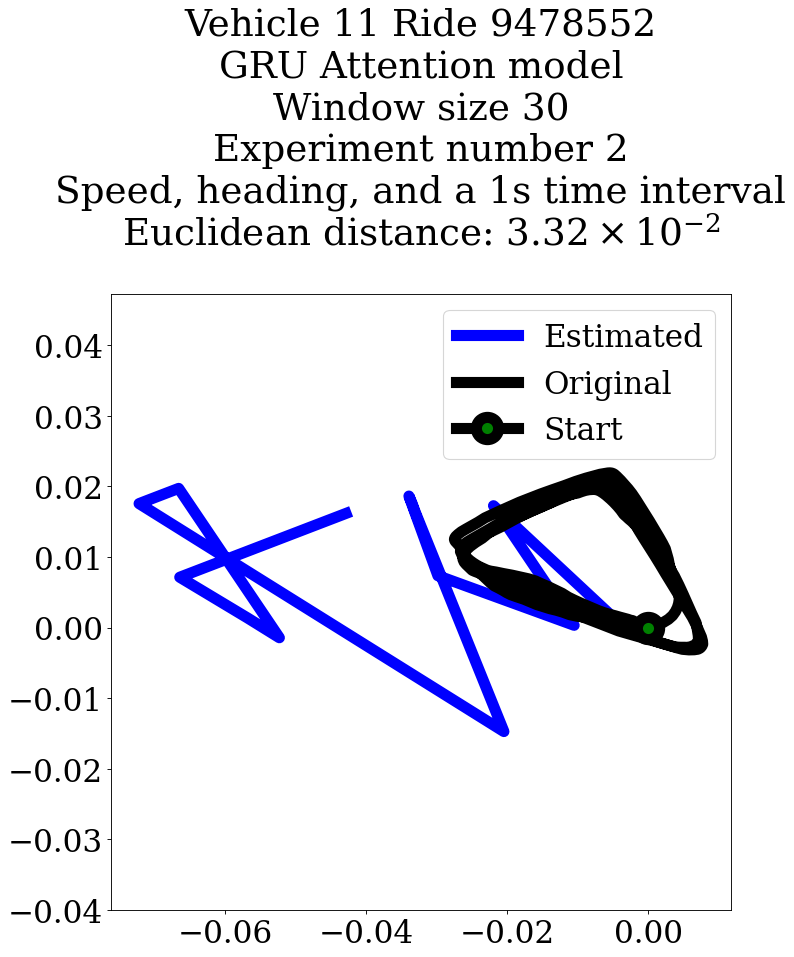 Vehicle 11 Ride 9478552
GRU Attention model
Window size 30
Experiment number 2
Speed, heading, and a 1s time interval
Euclidean distance: 3.32 × 10⁻²
Estimated
Original
Start
0.04
0.03
0.02
0.01
0.00
−0.01
−0.02
−0.03
−0.04
−0.06 −0.04 −0.02 0.00